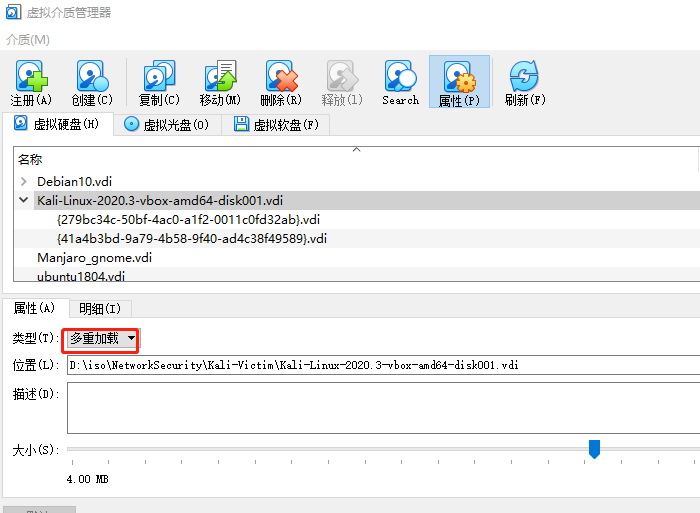 虚拟介质管理器
介质(M)
注册(A) 创建(C) 复制(C) 移动(M) 删除(R) 释放(l) Search 属性(P) 刷新(F)
虚拟硬盘(H) 虚拟光盘(O) 虚拟软盘(F)
名称
Debian10.vdi
Kali-Linux-2020.3-vbox-amd64-disk001.vdi
{279bc34c-50bf-4ac0-a1f2-0011c0fd32ab}.vdi
{41a4b3bd-9a79-4b58-9f40-ad4c38f49589}.vdi
Manjaro_gnome.vdi
ubuntu1804.vdi
属性(A) 明细(I)
类型(T): 多重加载
位置(L): D:\iso\NetworkSecurity\Kali-Victim\Kali-Linux-2020.3-vbox-amd64-disk001.vdi
描述(D):
大小(S):
4.00 MB